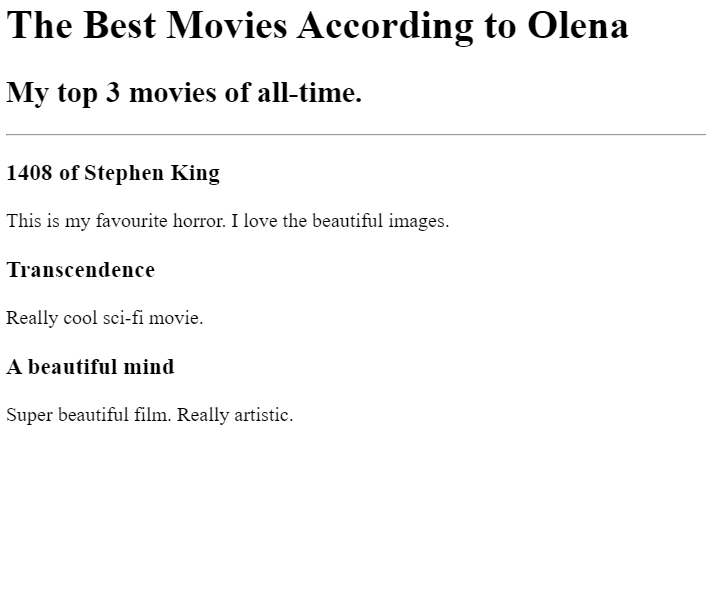 The Best Movies According to Olena
My top 3 movies of all-time.
1408 of Stephen King
This is my favourite horror. I love the beautiful images.
Transcendence
Really cool sci-fi movie.
A beautiful mind
Super beautiful film. Really artistic.